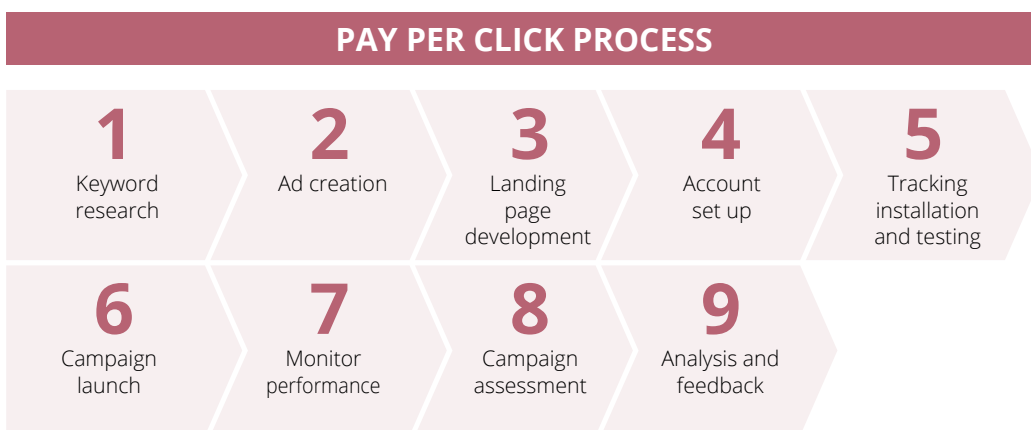 PAY PER CLICK PROCESS
1
Keyword
research
2
Ad creation
3
Landing
page
development
4
Account
set up
5
Tracking
installation
and testing
6
Campaign
launch
7
Monitor
performance
8
Campaign
assessment
9
Analysis and
feedback